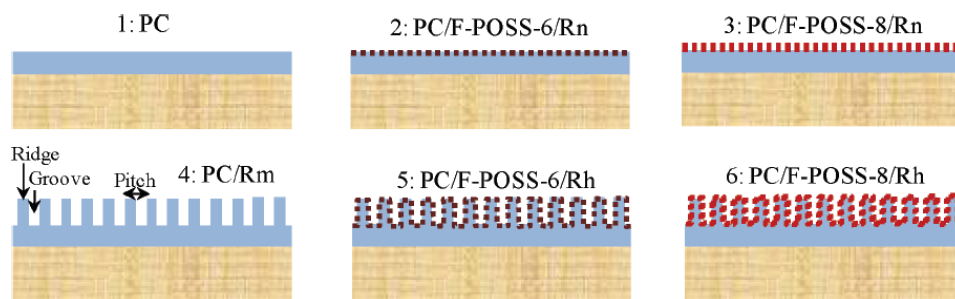 1: PC
2: PC/F-POSS-6/Rn
3: PC/F-POSS-8/Rn
Ridge
Groove
Pitch
4: PC/Rm
5: PC/F-POSS-6/Rh
6: PC/F-POSS-8/Rh